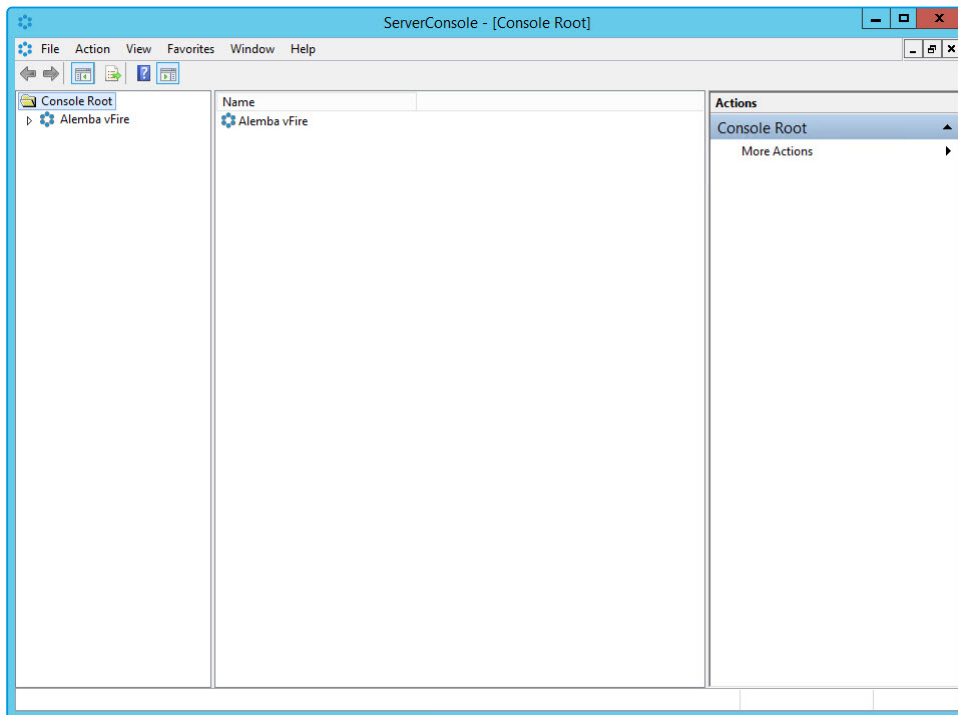 ServerConsole - [Console Root]
File Action View Favorites Window Help
Console Root
Alemba vFire
Name
Alemba vFire
Actions
Console Root
More Actions